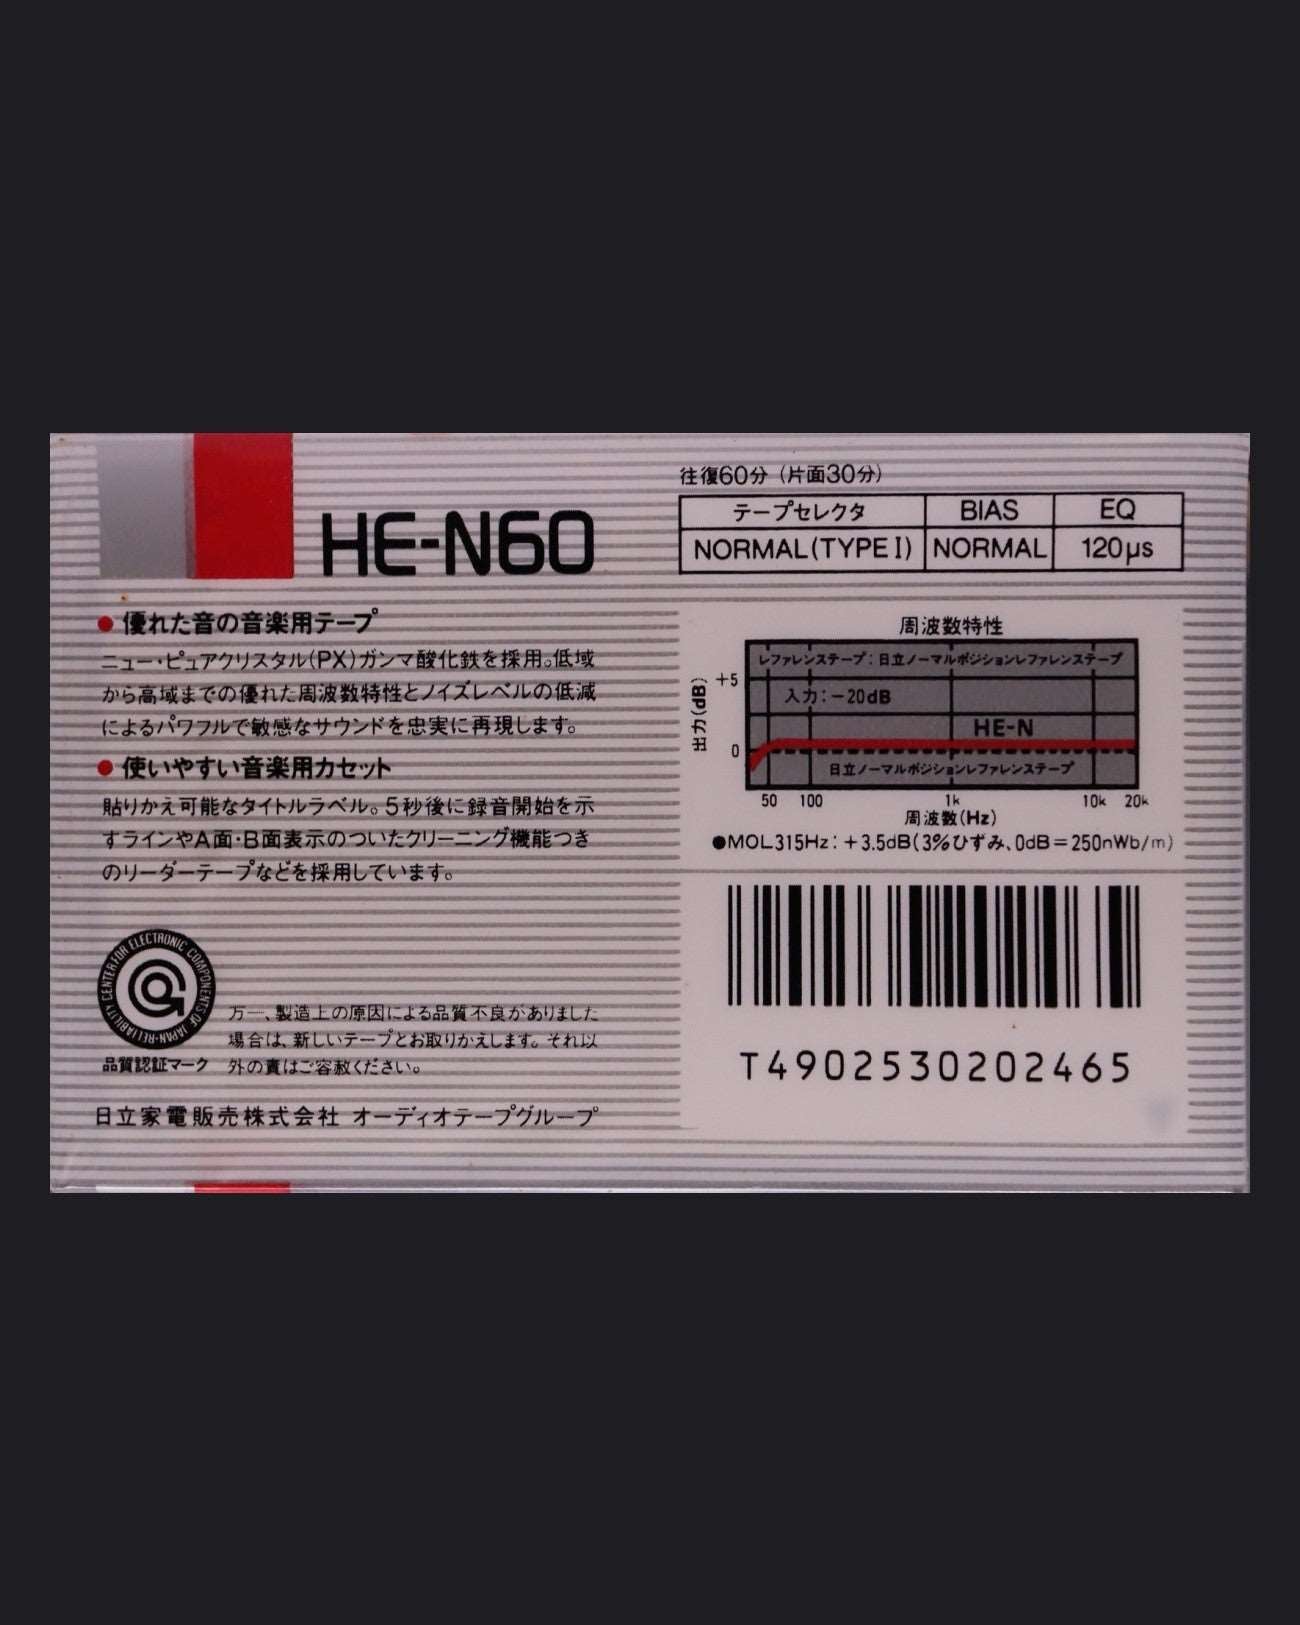 HE-N60
往復60分(片面30分)
テープセレクタ BIAS EQ
NORMAL(TYPE I) NORMAL 120μs
●優れた音の音楽用テープ
ニュー・ピュアクリスタル(PX)ガンマ酸化鉄を採用。低域
から高域までの優れた周波数特性とノイズレベルの低減
によるパワフルで敏感なサウンドを忠実に再現します。
●使いやすい音楽用カセット
貼りかえ可能なタイトルラベル。5秒後に録音開始を示
すラインやA面・B面表示のついたクリーニング機能つき
のリーダーテープなどを採用しています。
RELIABILITY CENTER FOR ELECTRONIC COMPONENTS OF JAPAN
品質認証マーク
万一、製造上の原因による品質不良がありました
場合は、新しいテープとお取りかえします。それ以
外の責はご容赦ください。
日立家電販売株式会社 オーディオテープグループ
周波数特性
レファレンステープ:日立ノーマルポジションレファレンステープ
+5
入力:−20dB
出力(dB)
HE-N
0
日立ノーマルポジションレファレンステープ
50 100 1k 10k 20k
周波数(Hz)
●MOL315Hz:+3.5dB(3%ひずみ、0dB=250nWb/m)
T4902530202465